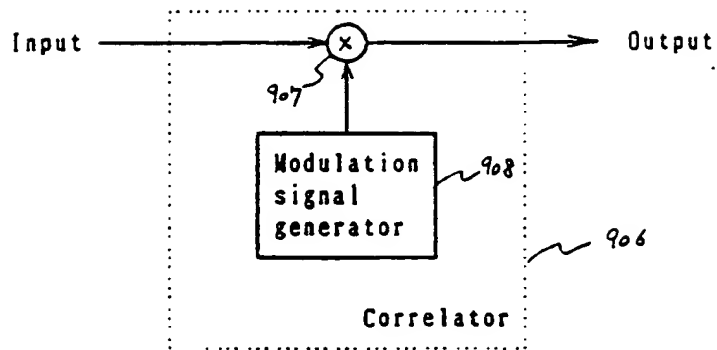 Input
×
Output
907
Modulation
signal
generator
908
906
Correlator